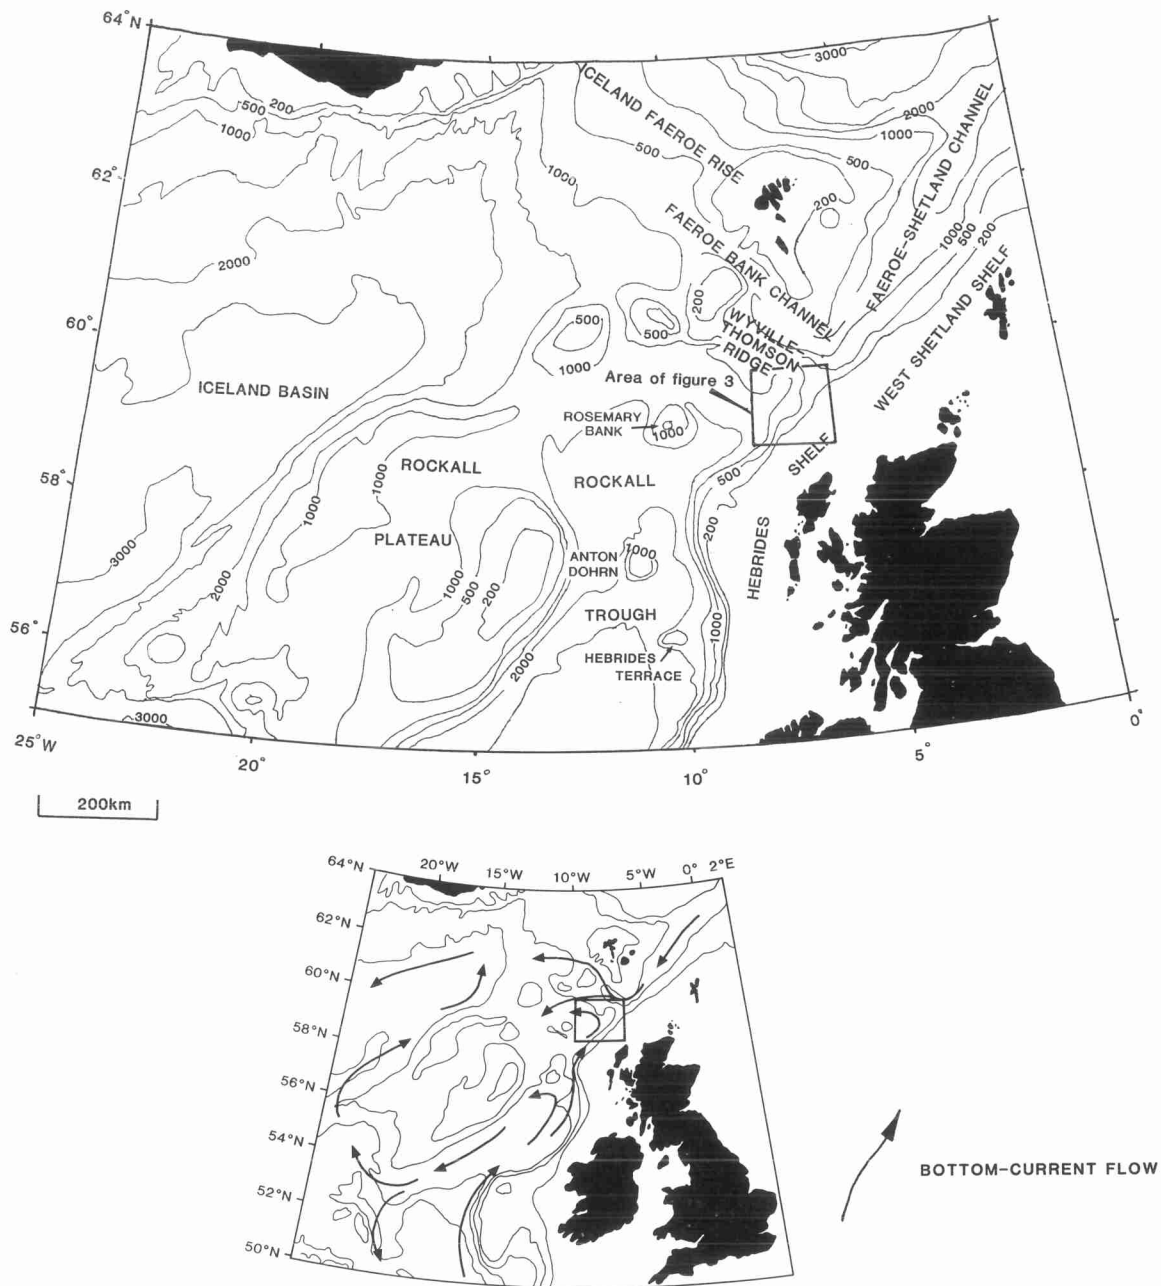 64°N
3000
ICELAND FAEROE RISE
200
500
1000
2000
1000
500
500
1000
200
62°
FAEROE-SHETLAND CHANNEL
1000
500
200
2000
FAEROE BANK CHANNEL
200
WEST SHETLAND SHELF
60°
500
500
WYVILLE-
THOMSON
RIDGE
1000
Area of figure 3
ICELAND BASIN
ROSEMARY
BANK
1000
SHELF
500
58°
ROCKALL
ROCKALL
1000
1000
200
3000
PLATEAU
ANTON
DOHRN
1000
HEBRIDES
2000
1000
500
200
TROUGH
56°
1000
HEBRIDES
TERRACE
2000
3000
0°
25°W
20°
15°
10°
5°
200km
64°N
20°W
15°W
10°W
5°W
0°
2°E
62°N
60°N
58°N
56°N
54°N
52°N
50°N
BOTTOM-CURRENT FLOW